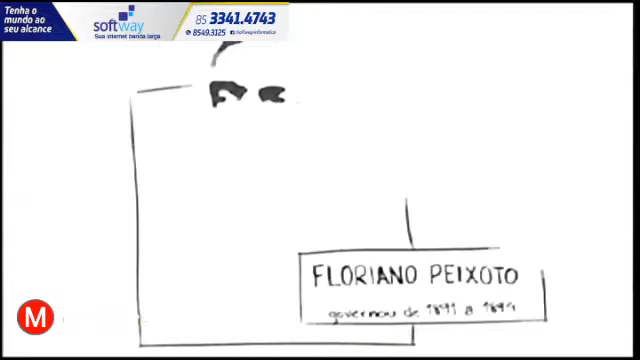 Tenha o
mundo ao
seu alcance
softway
Sua internet banda larga
85 3341.4743
8549.3125 /Softwayinformatica
FLORIANO PEIXOTO
governou de 1891 a 1894
M